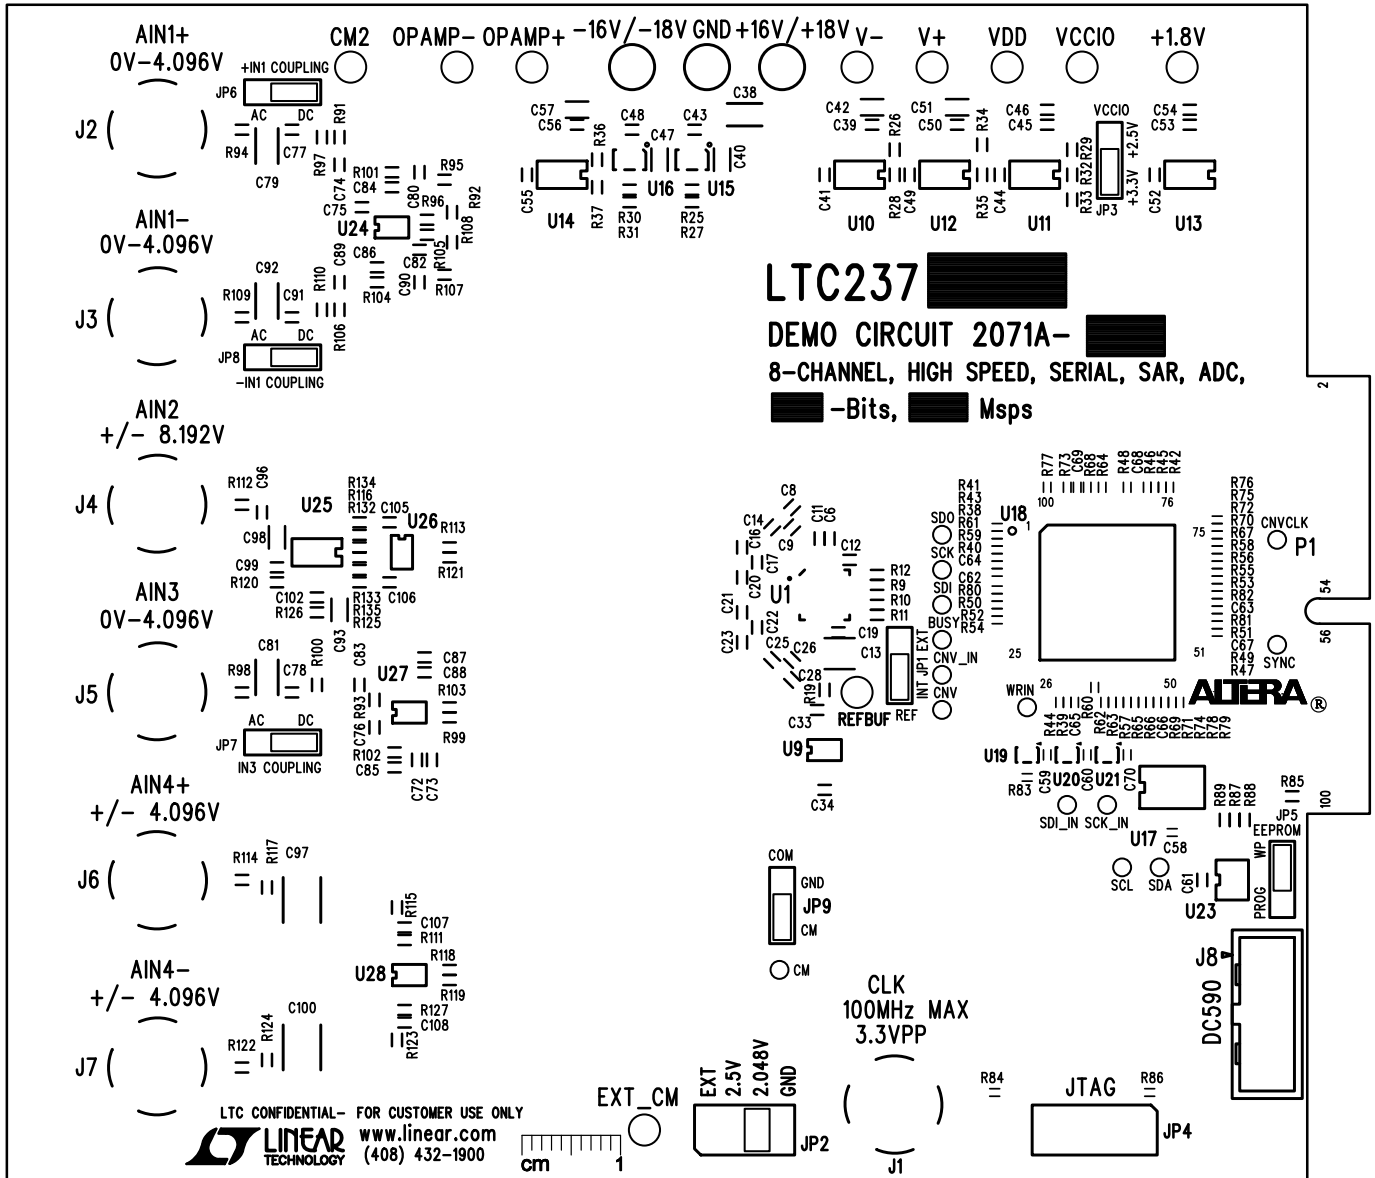 AIN1+
0V-4.096V
+IN1 COUPLING
JP6
AC
DC
J2
R94
C79
C77
R97
R91
C74
CM2
OPAMP-
OPAMP+
-16V/-18V
GND
+16V/+18V
V-
V+
VDD
VCCIO
+1.8V
R101
C84
C75
C80
R95
R92
R96
U24
R108
C57
C56
C55
U14
R36
R37
C48
C47
U16
R30
R31
C43
C38
C40
U15
R25
R27
C42
C39
C41
U10
R26
R28
C51
C50
C49
U12
R34
R35
C46
C45
C44
U11
R29
R32
R33
VCCIO
+2.5V
+3.3V
JP3
C54
C53
C52
U13
AIN1-
0V-4.096V
J3
C92
R109
C91
R110
C89
R106
C86
R104
C82
R105
C90
R107
AC
DC
JP8
-IN1 COUPLING
LTC237
DEMO CIRCUIT 2071A-
8-CHANNEL, HIGH SPEED, SERIAL, SAR, ADC,
-Bits,
Msps
2
AIN2
+/- 8.192V
J4
R112
C96
C98
C99
R120
U25
R134
R116
R132
C105
U26
R113
R121
C102
R126
R133
R135
R125
C106
C93
AIN3
0V-4.096V
J5
R98
C81
C78
R100
C83
R93
C76
U27
C87
C88
R103
R99
R102
C85
C72
C73
AC
DC
JP7
IN3 COUPLING
C8
C14
C9
C11
C6
C16
C17
C12
C20
U1
C21
C22
C23
R12
R9
R10
R11
C19
C13
C25
C26
C28
R19
C33
REFBUF
U9
C34
EXT
JP1
INT
REF
SDO
SCK
SDI
BUSY
CNV_IN
CNV
R41
R43
R38
R61
R59
R40
C64
C62
R80
R50
R52
R54
U18
1
25
R77
R73
C69
R68
R64
R48
C68
R46
R45
R42
100
76
75
51
26
50
R76
R75
R72
R70
R67
R58
R56
R55
R53
R82
C63
R81
R51
C67
R49
R47
CNVCLK
P1
54
56
SYNC
ALTERA®
WRIN
R44
R39
C65
R60
R62
R63
R57
R65
R66
C66
R69
R71
R74
R78
R79
U19
C59
U20
C60
U21
C70
R83
SDI_IN
SCK_IN
U17
C58
SCL
SDA
C61
U23
R89
R87
R88
R85
100
JP5
EEPROM
WP
PROG
J8
DC590
AIN4+
+/- 4.096V
J6
R114
R117
C97
R115
C107
R111
U28
R118
R119
R127
C108
R123
AIN4-
+/- 4.096V
J7
R122
R124
C100
COM
GND
JP9
CM
CM
CLK
100MHz MAX
3.3VPP
J1
R84
JTAG
R86
JP4
EXT
2.5V
2.048V
GND
JP2
EXT_CM
LTC CONFIDENTIAL- FOR CUSTOMER USE ONLY
LINEAR
TECHNOLOGY
www.linear.com
(408) 432-1900
cm
1